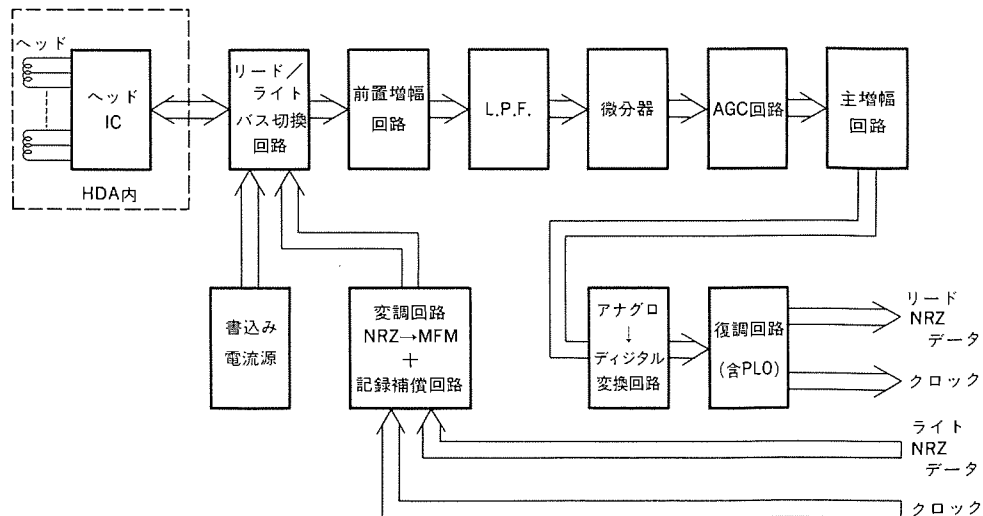 ヘッド
ヘッド
IC
HDA内
リード／
ライト
バス切換
回路
前置増幅
回路
L.P.F.
微分器
AGC回路
主増幅
回路
書込み
電流源
変調回路
NRZ→MFM
+
記録補償回路
アナグロ
↓
ディジタル
変換回路
復調回路
(含PLO)
リード
NRZ
データ
クロック
ライト
NRZ
データ
クロック